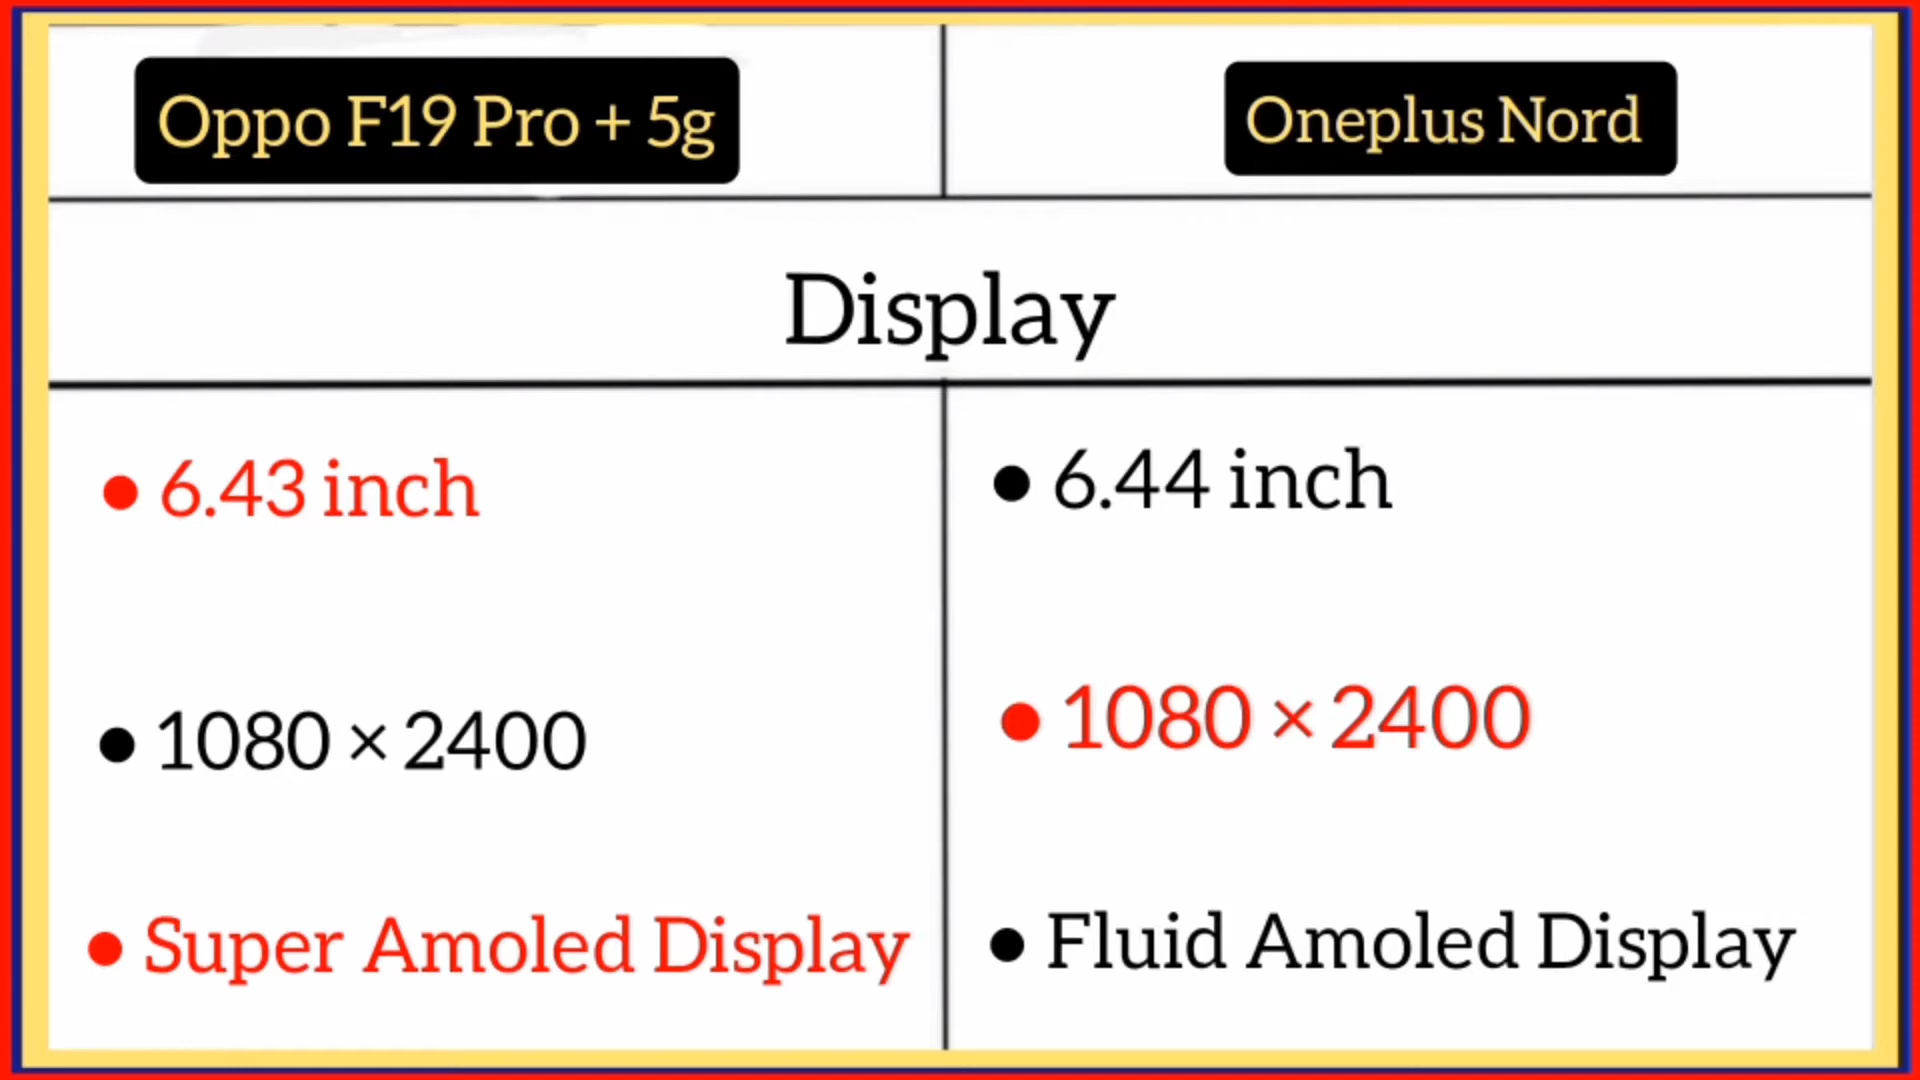 Oppo F19 Pro + 5g
Oneplus Nord
Display
● 6.43 inch
● 6.44 inch
● 1080 × 2400
● 1080 × 2400
● Super Amoled Display
● Fluid Amoled Display